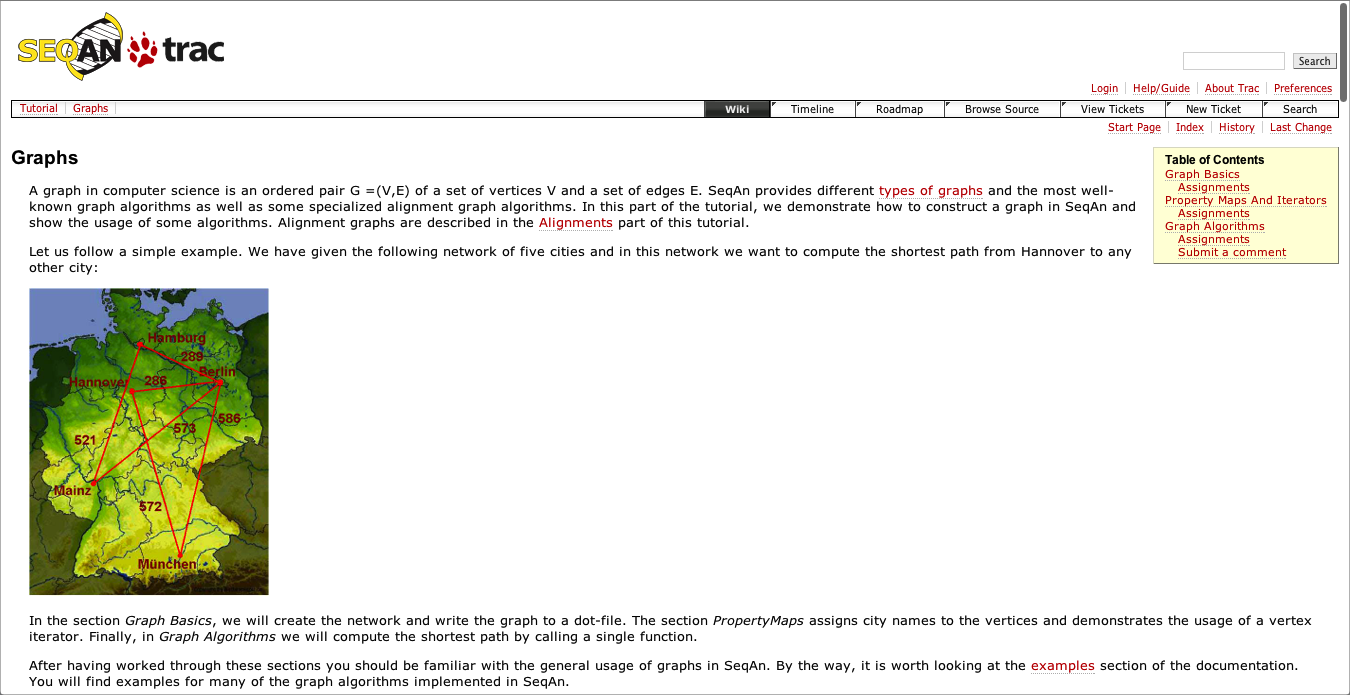 SEQAN trac
Search
Login Help/Guide About Trac Preferences
Tutorial Graphs Wiki Timeline Roadmap Browse Source View Tickets New Ticket Search
Start Page Index History Last Change
Graphs
A graph in computer science is an ordered pair G =(V,E) of a set of vertices V and a set of edges E. SeqAn provides different types of graphs and the most well-
known graph algorithms as well as some specialized alignment graph algorithms. In this part of the tutorial, we demonstrate how to construct a graph in SeqAn and
show the usage of some algorithms. Alignment graphs are described in the Alignments part of this tutorial.
Table of Contents
Graph Basics
Assignments
Property Maps And Iterators
Assignments
Graph Algorithms
Assignments
Submit a comment
Let us follow a simple example. We have given the following network of five cities and in this network we want to compute the shortest path from Hannover to any
other city:
Hamburg
289
Berlin
Hannover 286
586
573
521
Mainz
572
München
In the section Graph Basics, we will create the network and write the graph to a dot-file. The section PropertyMaps assigns city names to the vertices and demonstrates the usage of a vertex
iterator. Finally, in Graph Algorithms we will compute the shortest path by calling a single function.
After having worked through these sections you should be familiar with the general usage of graphs in SeqAn. By the way, it is worth looking at the examples section of the documentation.
You will find examples for many of the graph algorithms implemented in SeqAn.